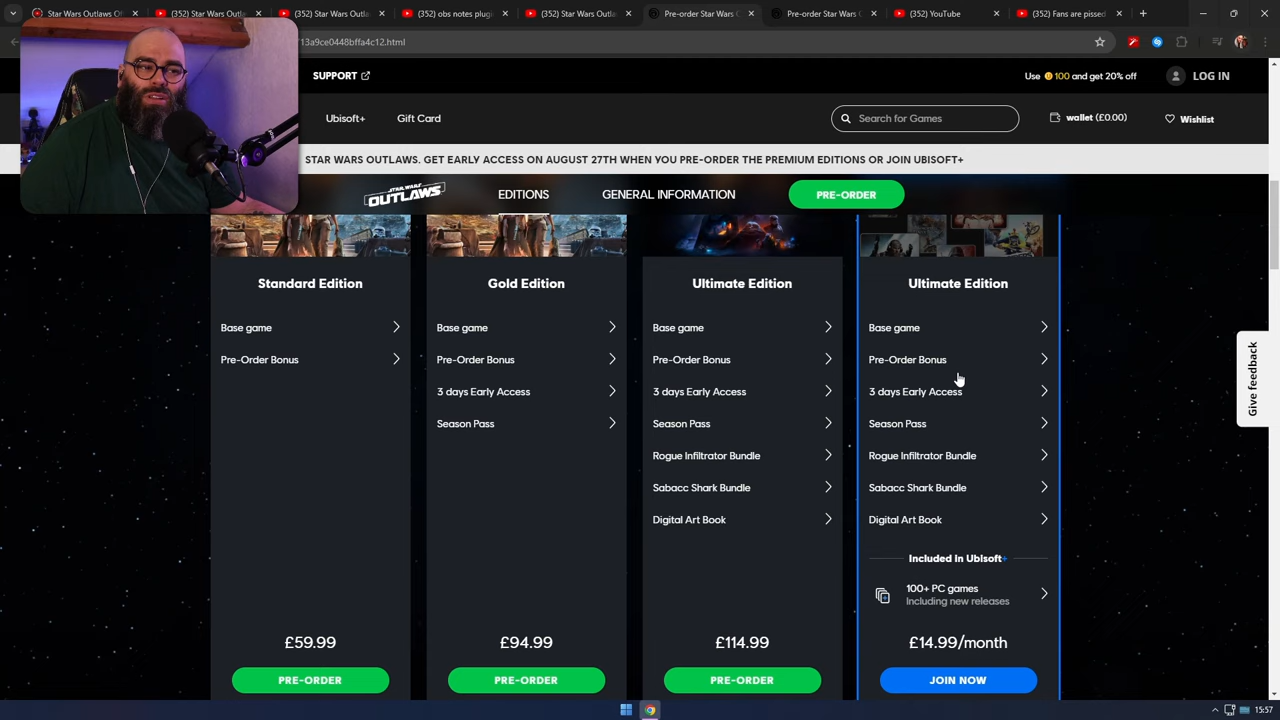 Star Wars Outlaws O
(352) Star Wars Outla
(352) Star Wars Outla
(352) obs notes plugi
(352) Star Wars Outla
Pre-order Star Wars O
Pre-order Star Wars
(352) YouTube
(352) Fans are pissed
13a9ce0448bffa4c12.html
SUPPORT
Use 100 and get 20% off
LOG IN
Ubisoft+
Gift Card
Search for Games
wallet (£0.00)
Wishlist
STAR WARS OUTLAWS. GET EARLY ACCESS ON AUGUST 27TH WHEN YOU PRE-ORDER THE PREMIUM EDITIONS OR JOIN UBISOFT+
STAR WARS
OUTLAWS
EDITIONS
GENERAL INFORMATION
PRE-ORDER
Standard Edition
Base game
Pre-Order Bonus
£59.99
PRE-ORDER
Gold Edition
Base game
Pre-Order Bonus
3 days Early Access
Season Pass
£94.99
PRE-ORDER
Ultimate Edition
Base game
Pre-Order Bonus
3 days Early Access
Season Pass
Rogue Infiltrator Bundle
Sabacc Shark Bundle
Digital Art Book
£114.99
PRE-ORDER
Ultimate Edition
Base game
Pre-Order Bonus
3 days Early Access
Season Pass
Rogue Infiltrator Bundle
Sabacc Shark Bundle
Digital Art Book
Included in Ubisoft+
100+ PC games
Including new releases
£14.99/month
JOIN NOW
Give feedback
15:57